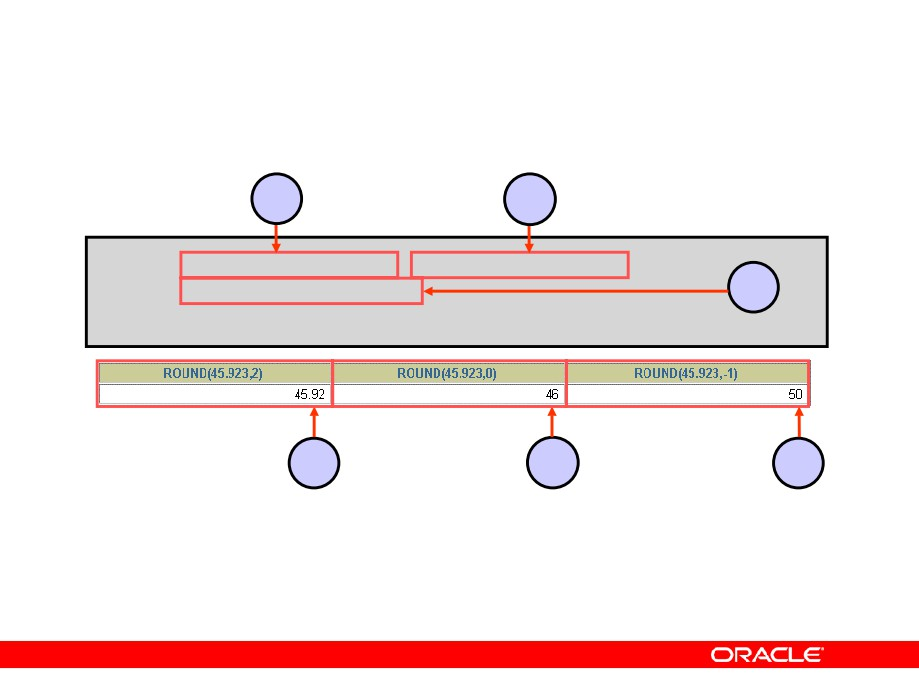 ROUND(45.923,2) ROUND(45.923,0) ROUND(45.923,-1)
45.92 46 50
ORACLE